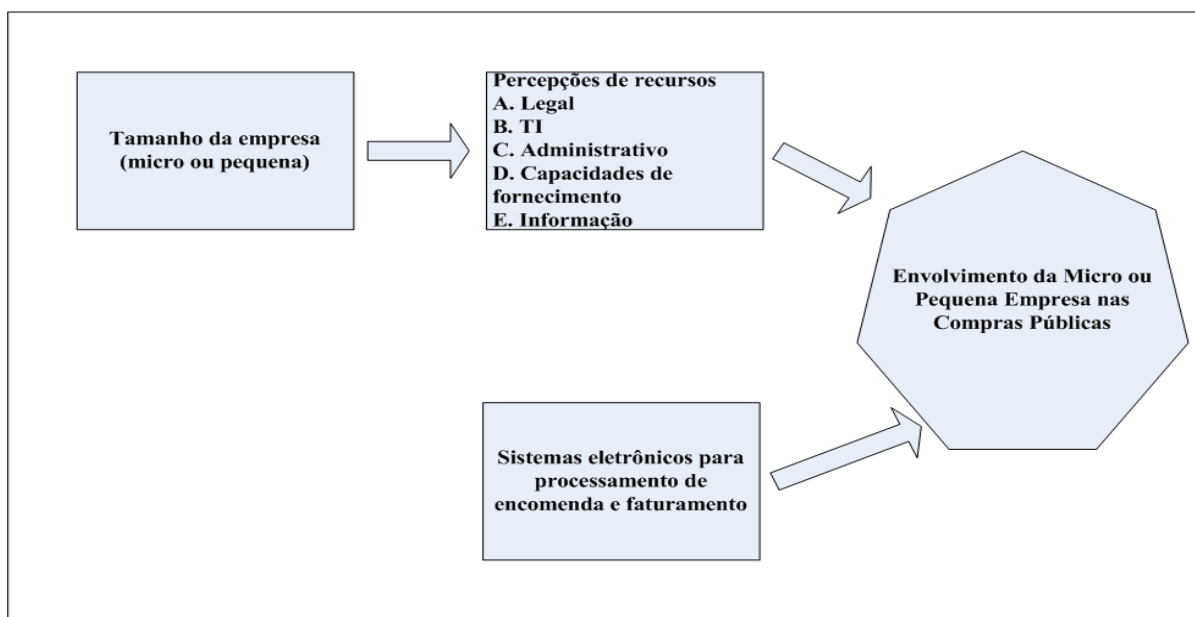 Tamanho da empresa
(micro ou pequena)
Percepções de recursos
A. Legal
B. TI
C. Administrativo
D. Capacidades de
fornecimento
E. Informação
Envolvimento da Micro ou
Pequena Empresa nas
Compras Públicas
Sistemas eletrônicos para
processamento de
encomenda e faturamento